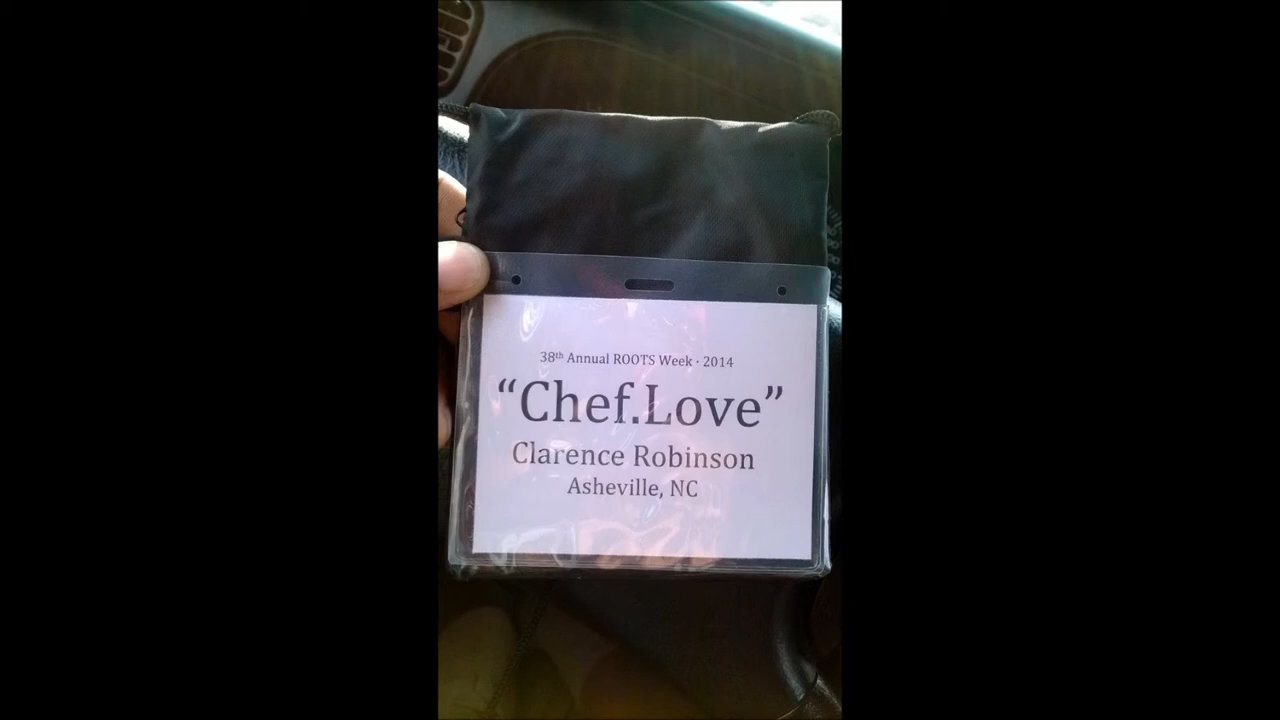 38th Annual ROOTS Week · 2014
“Chef.Love”
Clarence Robinson
Asheville, NC